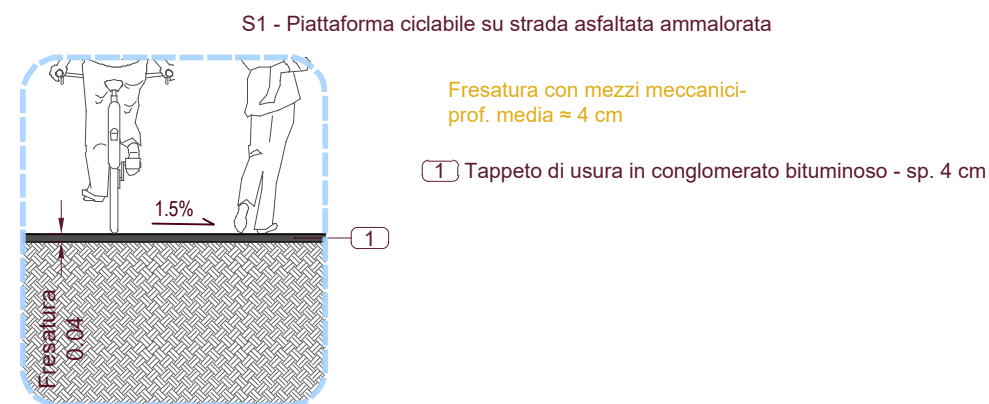 S1 - Piattaforma ciclabile su strada asfaltata ammalorata
Fresatura con mezzi meccanici-
prof. media ≈ 4 cm
1 Tappeto di usura in conglomerato bituminoso - sp. 4 cm
1.5%
1
Fresatura
0.04